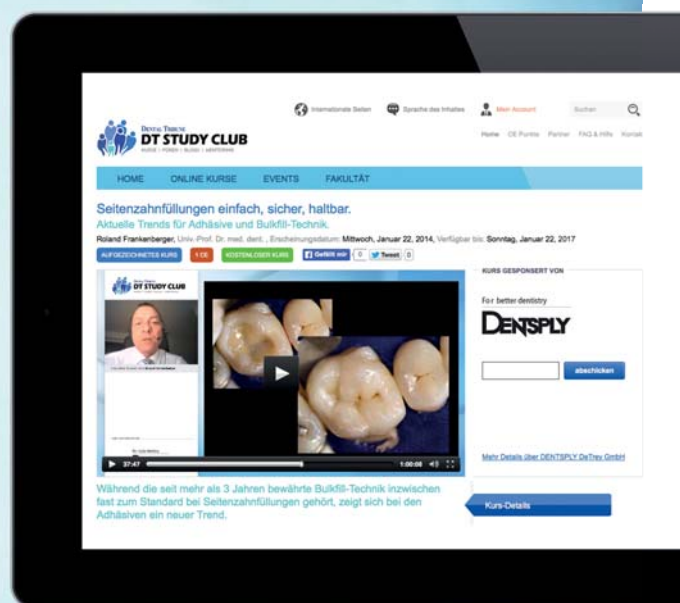 Internationale Seiten Sprache des Inhaltes Mein Account Suchen
DENTAL TRIBUNE
DT STUDY CLUB
Home CE Punkte Partner FAQ & Hilfe Kontakt
HOME ONLINE KURSE EVENTS FAKULTÄT
Seitenzahnfüllungen einfach, sicher, haltbar.
Aktuelle Trends für Adhäsive und Bulkfill-Technik.
Roland Frankenberger, Univ.-Prof. Dr. med. dent. , Erscheinungsdatum: Mittwoch, Januar 22, 2014, Verfügbar bis: Sonntag, Januar 22, 2017
AUFGEZEICHNETES KURS 1 CE KOSTENLOSER KURS Gefällt mir 0 Tweet 0
DT STUDY CLUB
37:47 1:00:08
KURS GESPONSERT VON
For better dentistry
DENTSPLY
abschicken
Mehr Details über DENTSPLY DeTrey GmbH
Während die seit mehr als 3 Jahren bewährte Bulkfill-Technik inzwischen
fast zum Standard bei Seitenzahnfüllungen gehört, zeigt sich bei den
Adhäsiven ein neuer Trend.
Kurs-Details